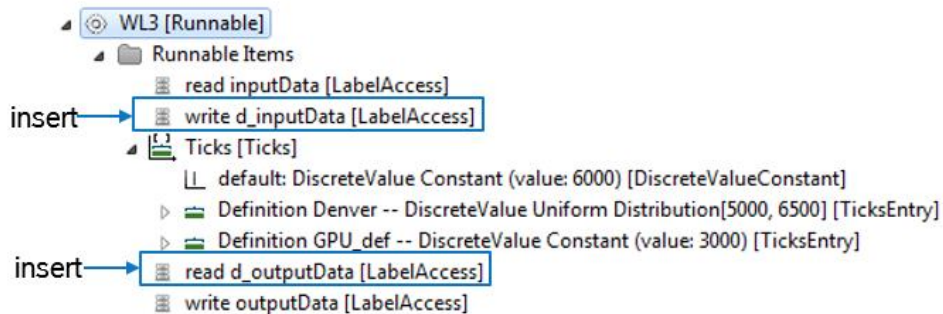 WL3 [Runnable]
Runnable Items
read inputData [LabelAccess]
insert write d_inputData [LabelAccess]
Ticks [Ticks]
default: DiscreteValue Constant (value: 6000) [DiscreteValueConstant]
Definition Denver -- DiscreteValue Uniform Distribution[5000, 6500] [TicksEntry]
Definition GPU_def -- DiscreteValue Constant (value: 3000) [TicksEntry]
insert read d_outputData [LabelAccess]
write outputData [LabelAccess]